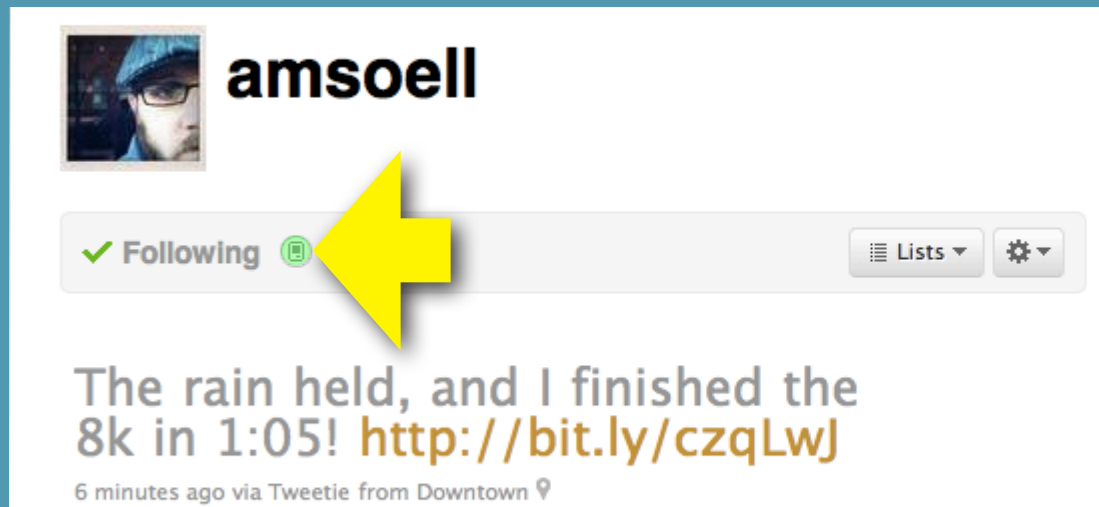 amsoell
Following
Lists
The rain held, and I finished the
8k in 1:05! http://bit.ly/czqLwJ
6 minutes ago via Tweetie from Downtown